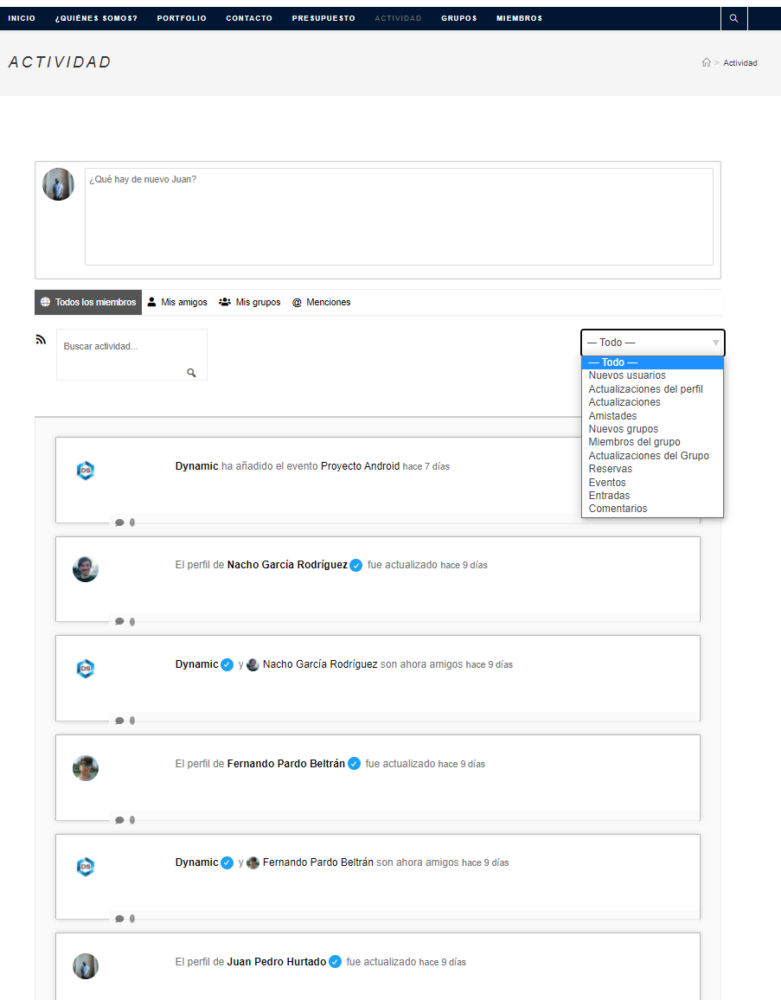 INICIO ¿QUIÉNES SOMOS? PORTFOLIO CONTACTO PRESUPUESTO ACTIVIDAD GRUPOS MIEMBROS
ACTIVIDAD
> Actividad
¿Qué hay de nuevo Juan?
Todos los miembros Mis amigos Mis grupos @ Menciones
Buscar actividad...
— Todo —
— Todo —
Nuevos usuarios
Actualizaciones del perfil
Actualizaciones
Amistades
Nuevos grupos
Miembros del grupo
Actualizaciones del Grupo
Reservas
Eventos
Entradas
Comentarios
DS
Dynamic ha añadido el evento Proyecto Android hace 7 días
0
El perfil de Nacho García Rodríguez fue actualizado hace 9 días
0
DS
Dynamic y Nacho García Rodríguez son ahora amigos hace 9 días
0
El perfil de Fernando Pardo Beltrán fue actualizado hace 9 días
0
DS
Dynamic y Fernando Pardo Beltrán son ahora amigos hace 9 días
0
El perfil de Juan Pedro Hurtado fue actualizado hace 9 días